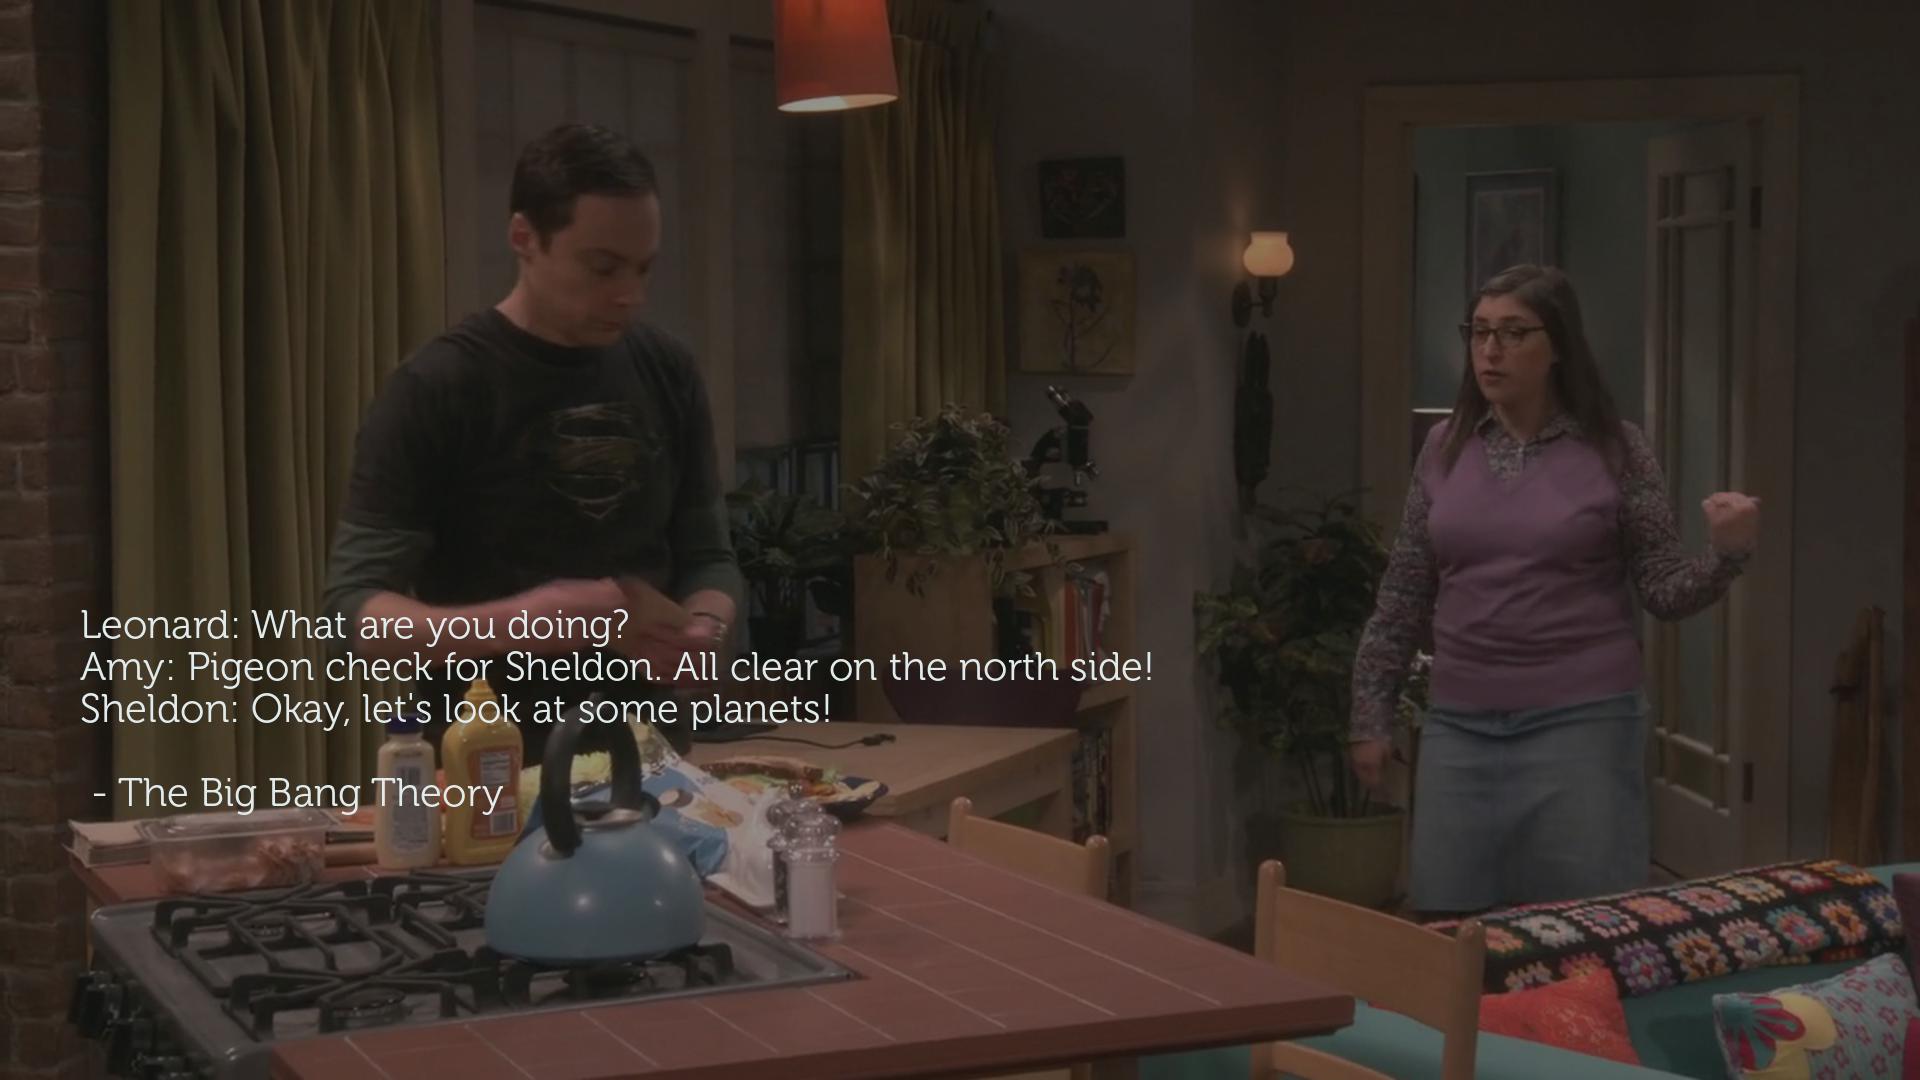 Leonard: What are you doing?
Amy: Pigeon check for Sheldon. All clear on the north side!
Sheldon: Okay, let's look at some planets!
- The Big Bang Theory